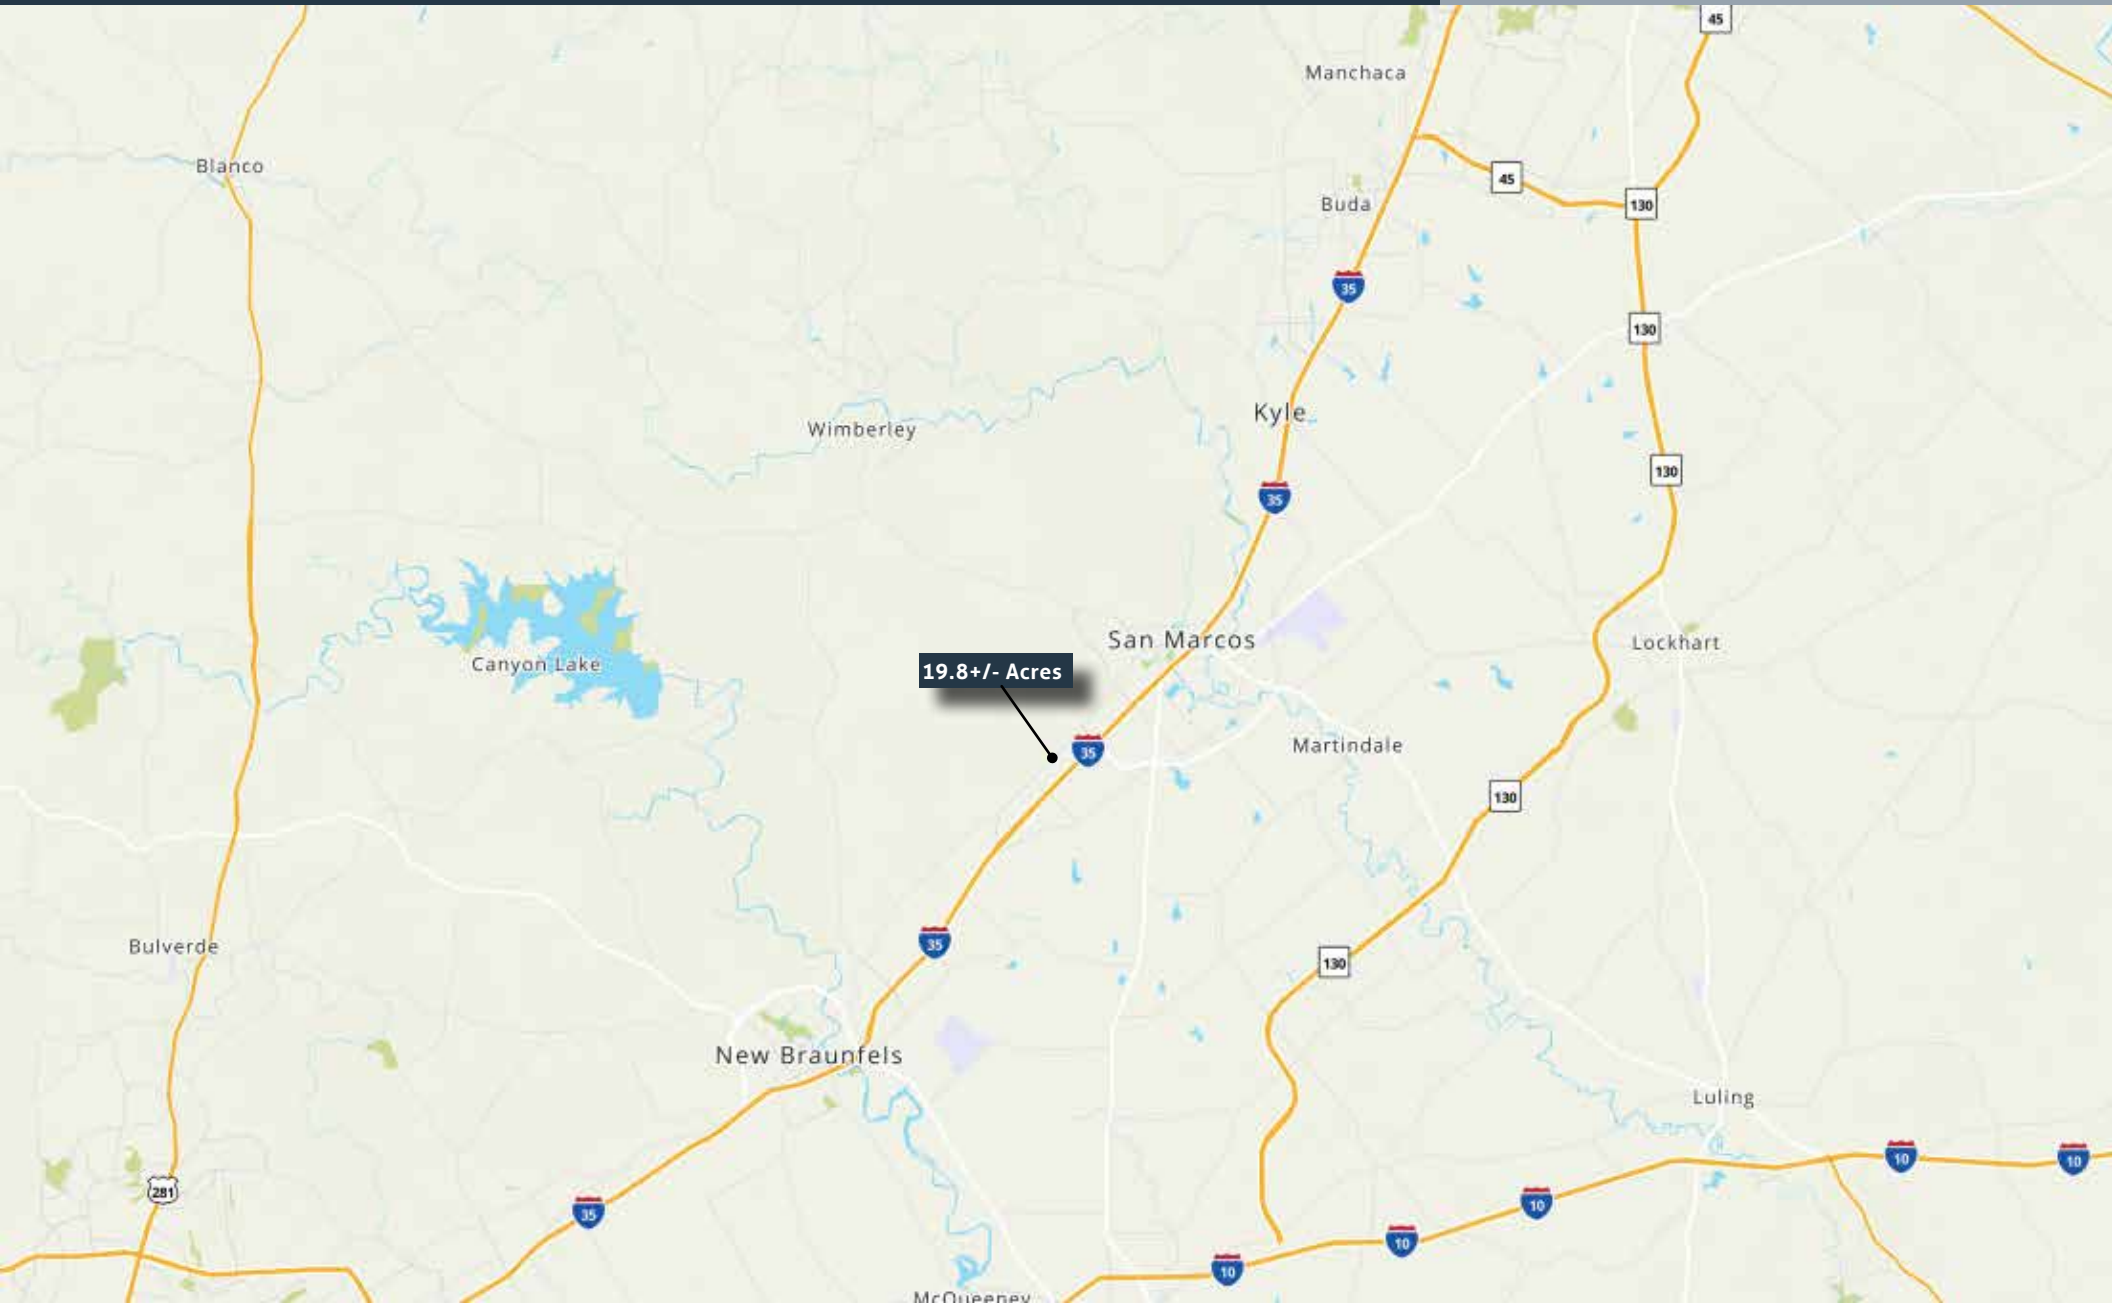 45
Manchaca
Blanco
45
130
Buda
35
130
Kyle
Wimberley
130
35
San Marcos
Lockhart
Canyon Lake
19.8+/- Acres
Martindale
35
130
35
Bulverde
130
New Braunfels
Luling
10
10
281
10
35
10
10
McQueeney